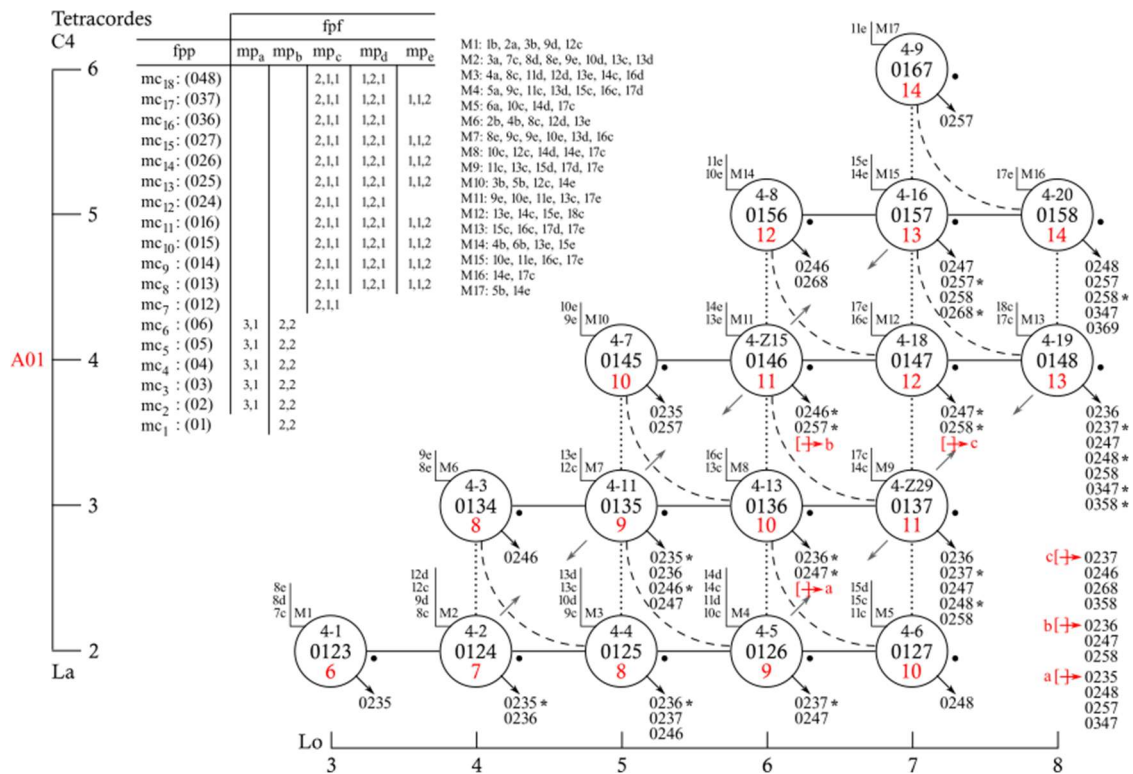 Tetracordes
C4
fpf
fpp mpa mpb mpc mpd mpe
mc18: (048) 2,1,1 1,2,1
mc17: (037) 2,1,1 1,2,1 1,1,2
mc16: (036) 2,1,1 1,2,1
mc15: (027) 2,1,1 1,2,1 1,1,2
mc14: (026) 2,1,1 1,2,1 1,1,2
mc13: (025) 2,1,1 1,2,1 1,1,2
mc12: (024) 2,1,1 1,2,1
mc11: (016) 2,1,1 1,2,1 1,1,2
mc10: (015) 2,1,1 1,2,1 1,1,2
mc9: (014) 2,1,1 1,2,1 1,1,2
mc8: (013) 2,1,1 1,2,1 1,1,2
mc7: (012) 2,1,1
mc6: (06) 3,1 2,2
mc5: (05) 3,1 2,2
mc4: (04) 3,1 2,2
mc3: (03) 3,1 2,2
mc2: (02) 3,1 2,2
mc1: (01) 2,2
M1: 1b, 2a, 3b, 9d, 12c
M2: 3a, 7c, 8d, 8e, 9e, 10d, 13c, 13d
M3: 4a, 8c, 11d, 12d, 13e, 14c, 16d
M4: 5a, 9c, 11c, 13d, 15c, 16c, 17d
M5: 6a, 10c, 14d, 17c
M6: 2b, 4b, 8c, 12d, 13e
M7: 8e, 9c, 9e, 10e, 13d, 16c
M8: 10c, 12c, 14d, 14e, 17c
M9: 11c, 13c, 15d, 17d, 17e
M10: 3b, 5b, 12c, 14e
M11: 9e, 10e, 11e, 13c, 17e
M12: 13e, 14c, 15e, 18c
M13: 15c, 16c, 17d, 17e
M14: 4b, 6b, 13e, 15e
M15: 10e, 11e, 16c, 17e
M16: 14e, 17c
M17: 5b, 14e
6
5
A01 4
3
2
La
11e M17
4-9
0167
14
0257
11e
10e M14
4-8
0156
12
0246
0268
15e
14e M15
4-16
0157
13
0247
0257*
0258
0268*
17e M16
4-20
0158
14
0248
0257
0258*
0347
0369
10e
9e M10
4-7
0145
10
0235
0257
14e
13e M11
4-Z15
0146
11
0246*
0257*
[ ] b
17e
16c M12
4-18
0147
12
0247*
0258*
[ ] c
18c
17c M13
4-19
0148
13
0236
0237*
0247
0248*
0258
0347*
0358*
9e
8e M6
4-3
0134
8
0246
13e
12c M7
4-11
0135
9
0235*
0236
0246*
0247
16c
13c M8
4-13
0136
10
0236*
0247*
[ ] a
17c
14c M9
4-Z29
0137
11
0236
0237*
0247
0248*
0258
8e
8d
7c M1
4-1
0123
6
0235
12d
12c
9d
8c M2
4-2
0124
7
0235*
0236
13d
13c
10d
9c M3
4-4
0125
8
0236*
0237
0246
14d
14c
11d
10c M4
4-5
0126
9
0237*
0247
15d
15c
11c M5
4-6
0127
10
0248
c [ ] 0237
0246
0268
0358
b [ ] 0236
0247
0258
a [ ] 0235
0248
0257
0347
Lo
3 4 5 6 7 8